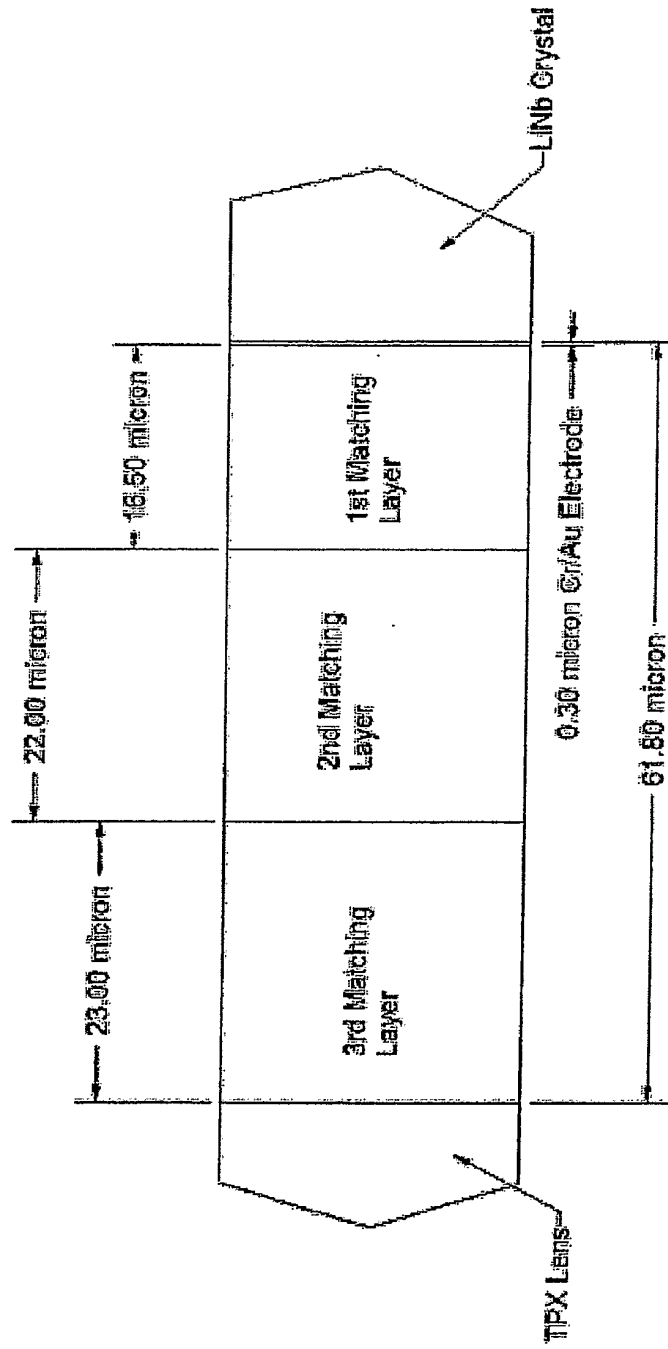 22.00 micron
23.00 micron
16.50 micron
3rd Matching
Layer
2nd Matching
Layer
1st Matching
Layer
TPX Lens
LiNb Crystal
0.30 micron Cr/Au Electrode
61.80 micron